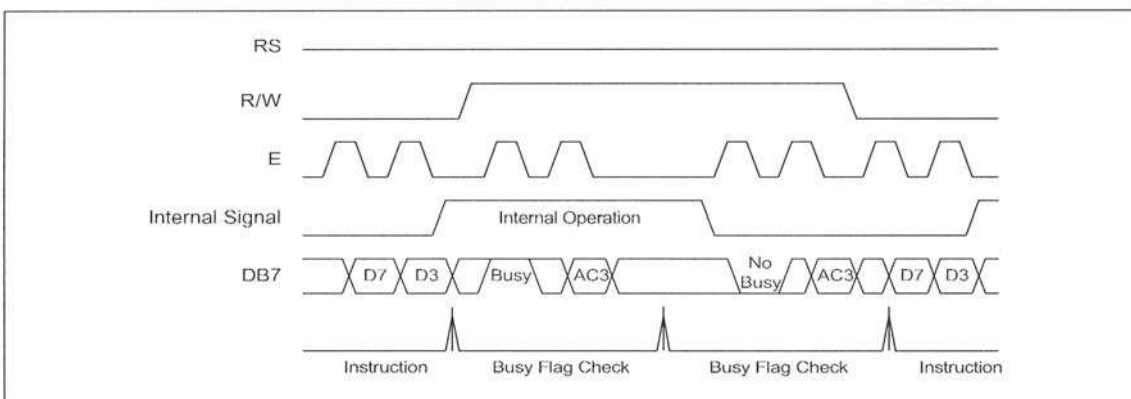 RS
R/W
E
Internal Signal
Internal Operation
DB7
D7
D3
Busy
AC3
No
Busy
AC3
D7
D3
Instruction
Busy Flag Check
Busy Flag Check
Instruction